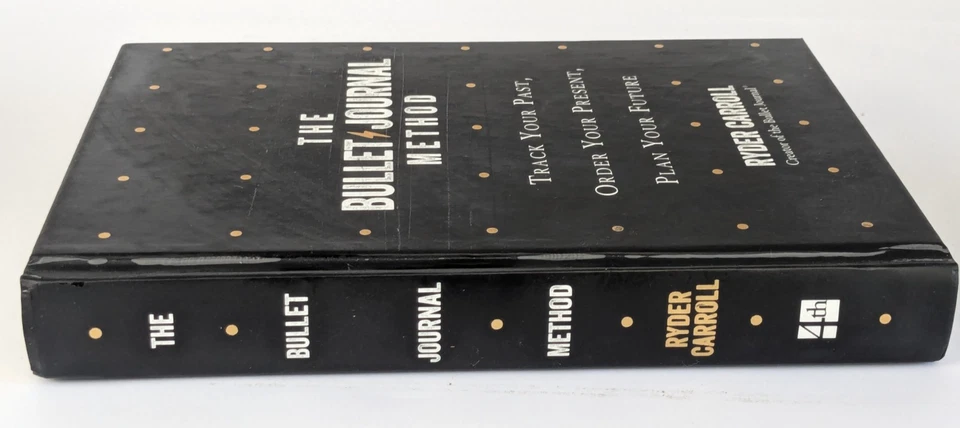 THE
BULLET JOURNAL
METHOD
TRACK YOUR PAST,
ORDER YOUR PRESENT,
PLAN YOUR FUTURE
RYDER CARROLL
Creator of the Bullet Journal
THE
BULLET
JOURNAL
METHOD
RYDER
CARROLL
4th